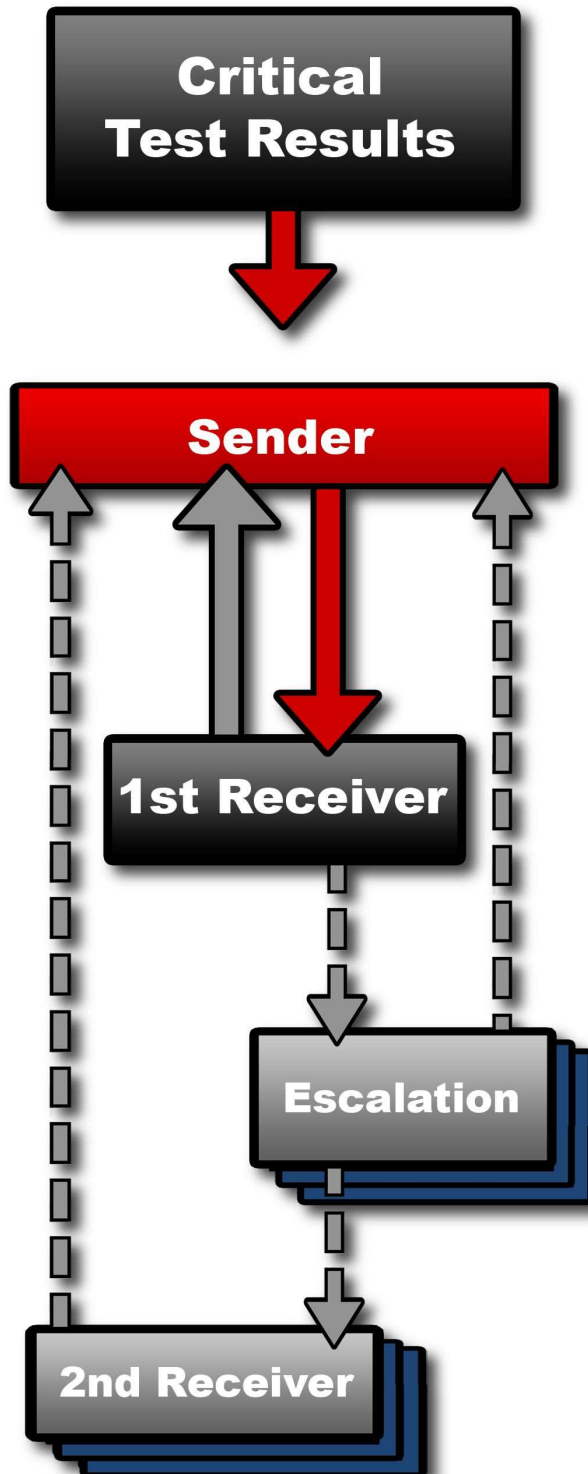 Critical
Test Results
Sender
1st Receiver
Escalation
2nd Receiver